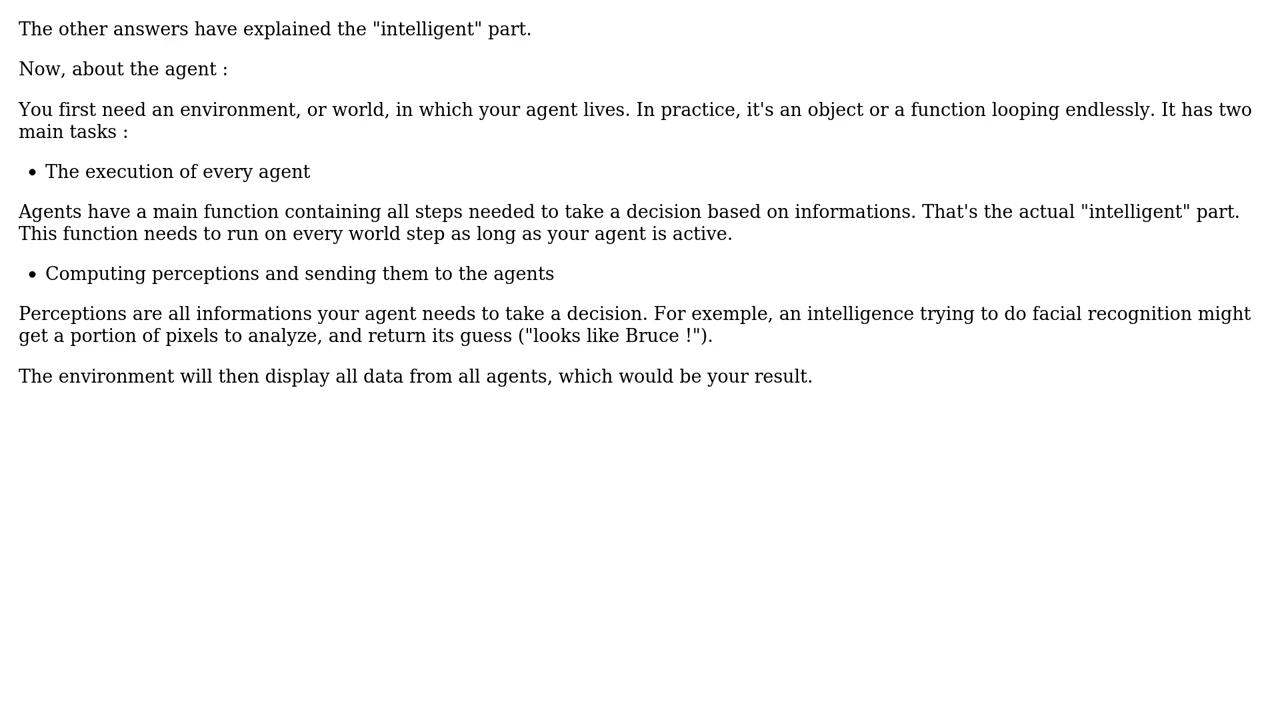 The other answers have explained the "intelligent" part.
Now, about the agent :
You first need an environment, or world, in which your agent lives. In practice, it's an object or a function looping endlessly. It has two
main tasks :
• The execution of every agent
Agents have a main function containing all steps needed to take a decision based on informations. That's the actual "intelligent" part.
This function needs to run on every world step as long as your agent is active.
• Computing perceptions and sending them to the agents
Perceptions are all informations your agent needs to take a decision. For exemple, an intelligence trying to do facial recognition might
get a portion of pixels to analyze, and return its guess ("looks like Bruce !").
The environment will then display all data from all agents, which would be your result.